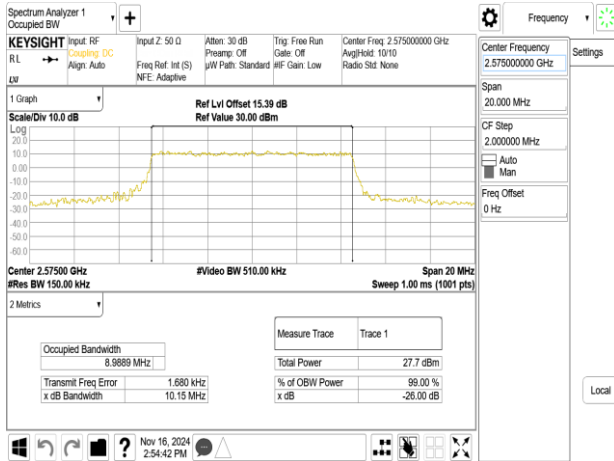 Spectrum Analyzer 1
Occupied BW
Frequency
KEYSIGHT
RL
Input: RF
Coupling: DC
Align: Auto
Input Z: 50 Ω
Freq Ref: Int (S)
NFE: Adaptive
Atten: 30 dB
Preamp: Off
µW Path: Standard
Trig: Free Run
Gate: Off
#IF Gain: Low
Center Freq: 2.575000000 GHz
Avg|Hold: 10/10
Radio Std: None
Center Frequency
2.575000000 GHz
Settings
Span
20.000 MHz
CF Step
2.000000 MHz
Auto
Man
Freq Offset
0 Hz
Local
1 Graph
Scale/Div 10.0 dB
Ref Lvl Offset 15.39 dB
Ref Value 30.00 dBm
Log
20.0
10.0
0.00
-10.0
-20.0
-30.0
-40.0
-50.0
-60.0
Center 2.57500 GHz
#Res BW 150.00 kHz
#Video BW 510.00 kHz
Span 20 MHz
Sweep 1.00 ms (1001 pts)
2 Metrics
Occupied Bandwidth
8.9889 MHz
Transmit Freq Error 1.680 kHz
x dB Bandwidth 10.15 MHz
Measure Trace Trace 1
Total Power 27.7 dBm
% of OBW Power 99.00 %
x dB -26.00 dB
Nov 16, 2024
2:54:42 PM